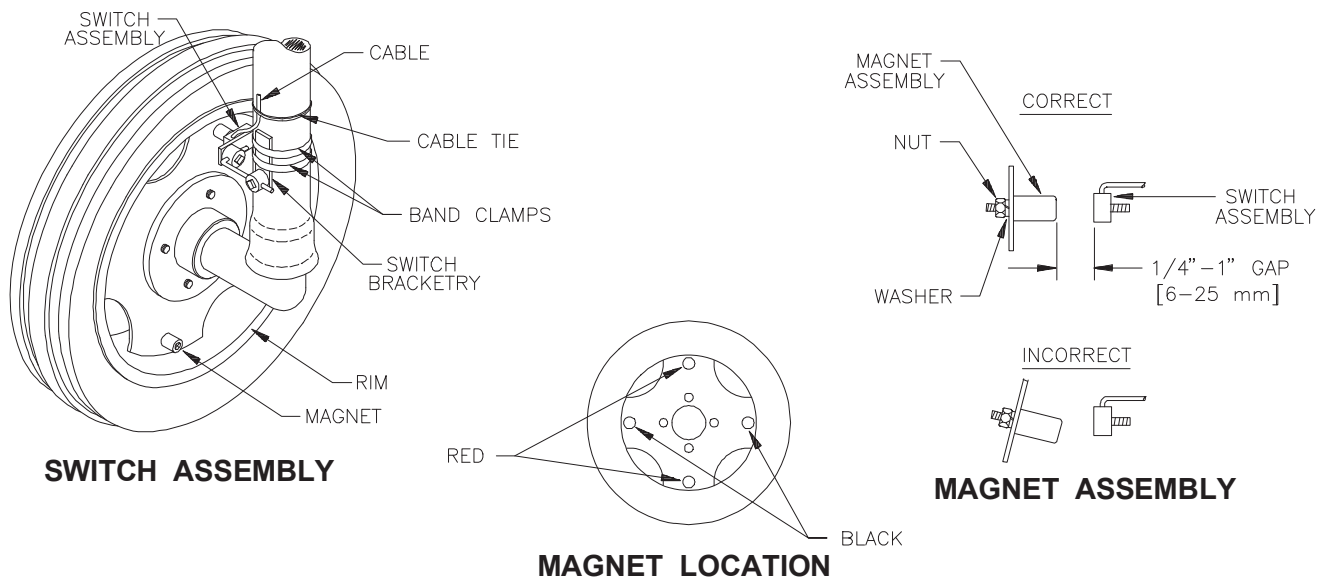 SWITCH
ASSEMBLY
CABLE
CABLE TIE
BAND CLAMPS
SWITCH
BRACKETRY
RIM
MAGNET
SWITCH ASSEMBLY
RED
BLACK
MAGNET LOCATION
MAGNET
ASSEMBLY
CORRECT
NUT
SWITCH
ASSEMBLY
WASHER
1/4”–1” GAP
[6–25 mm]
INCORRECT
MAGNET ASSEMBLY